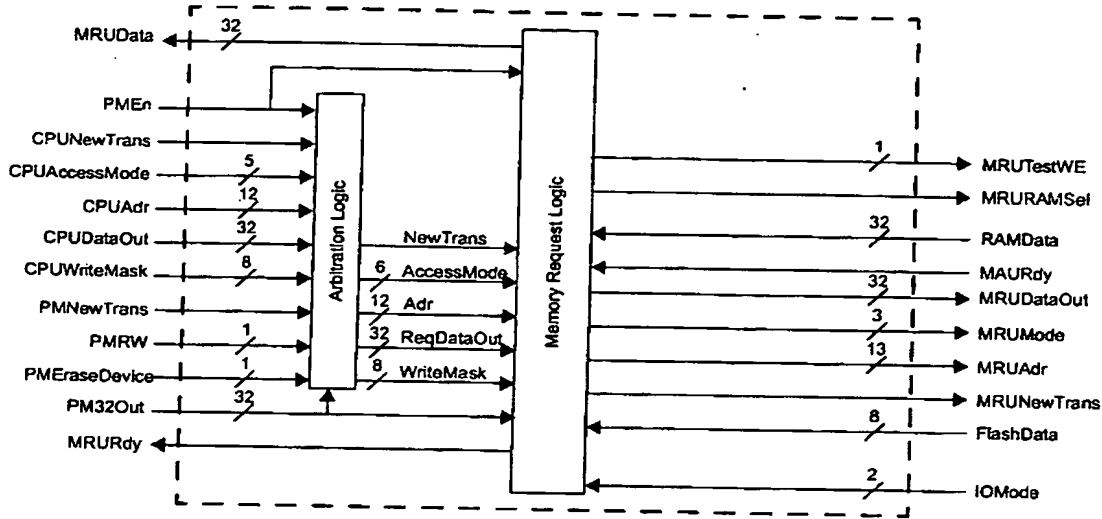 MRUData
32
PMEn
CPUNewTrans
CPUAccessMode
5
CPUAdr
12
CPUDataOut
32
CPUWriteMask
8
PMNewTrans
PMRW
1
PMEraseDevice
1
PM32Out
32
MRURdy
Arbitration Logic
NewTrans
6
AccessMode
12
Adr
32
ReqDataOut
8
WriteMask
Memory Request Logic
1
MRUTestWE
MRURAMSel
32
RAMData
MAURdy
32
MRUDataOut
3
MRUMode
13
MRUAdr
MRUNewTrans
8
FlashData
2
IOMode